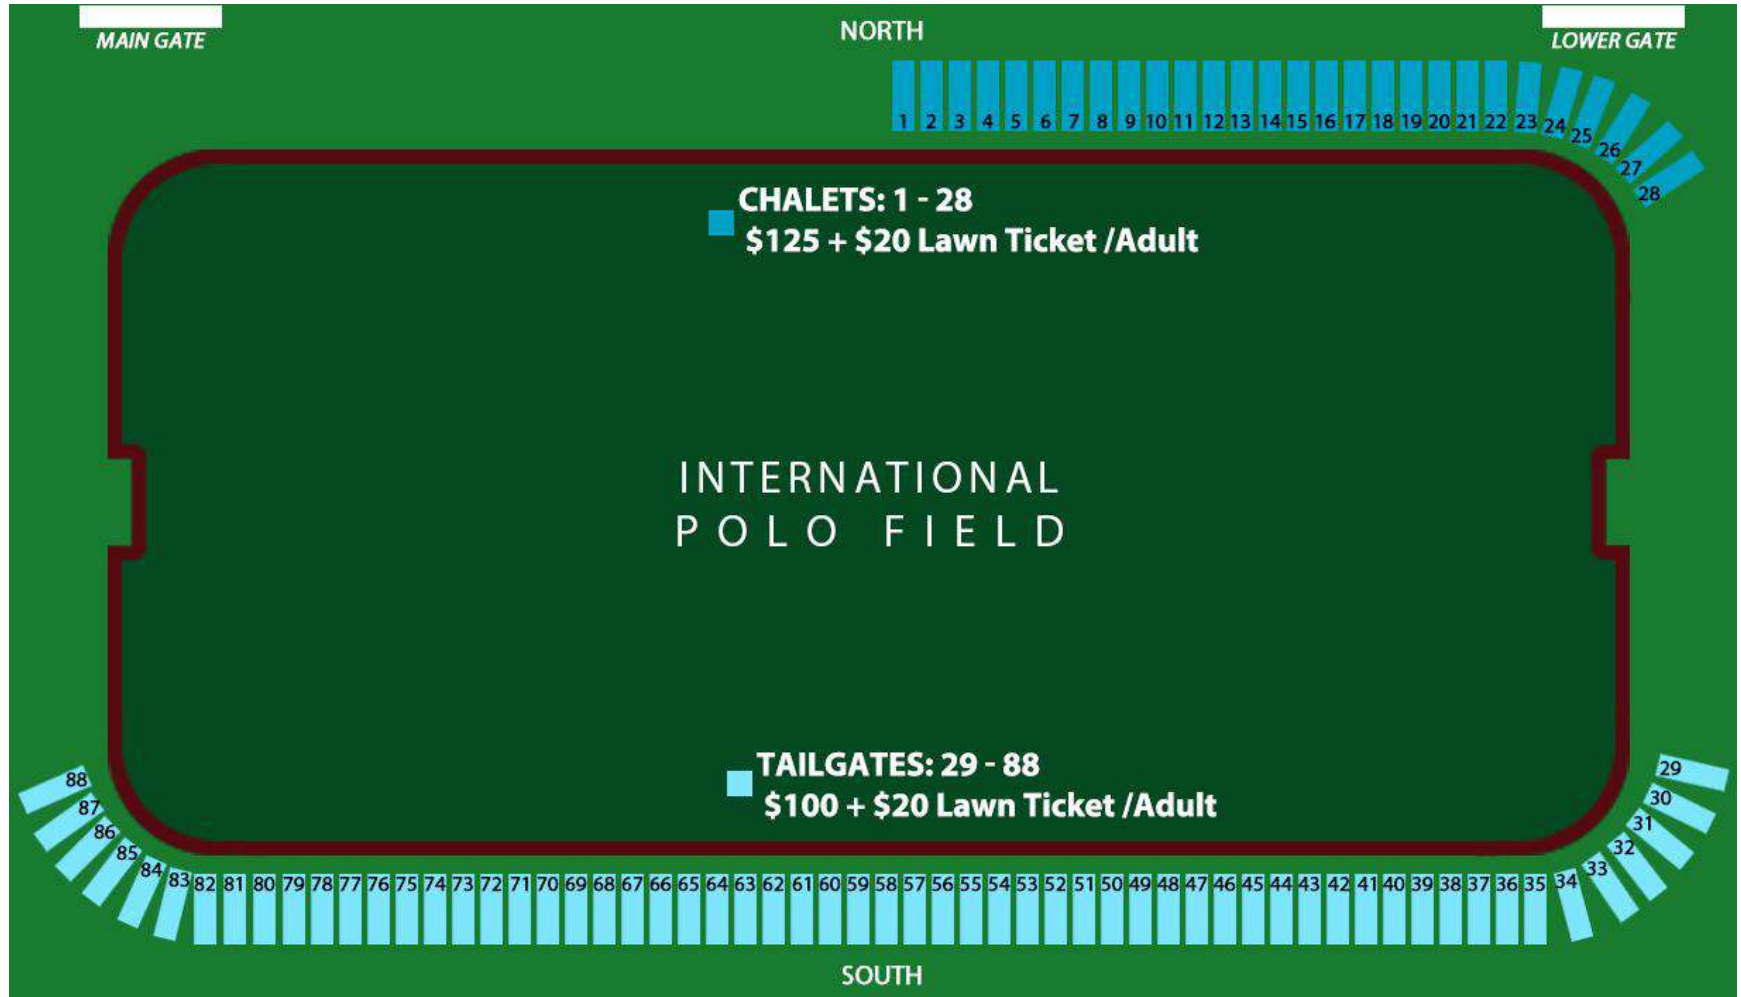 NORTH
MAIN GATE
LOWER GATE
1 2 3 4 5 6 7 8 9 10 11 12 13 14 15 16 17 18 19 20 21 22 23 24 25 26 27 28
CHALETS: 1 - 28
$125 + $20 Lawn Ticket /Adult
INTERNATIONAL
POLO FIELD
TAILGATES: 29 - 88
$100 + $20 Lawn Ticket /Adult
88 87 86 85 84 83 82 81 80 79 78 77 76 75 74 73 72 71 70 69 68 67 66 65 64 63 62 61 60 59 58 57 56 55 54 53 52 51 50 49 48 47 46 45 44 43 42 41 40 39 38 37 36 35 34 33 32 31 30 29
SOUTH